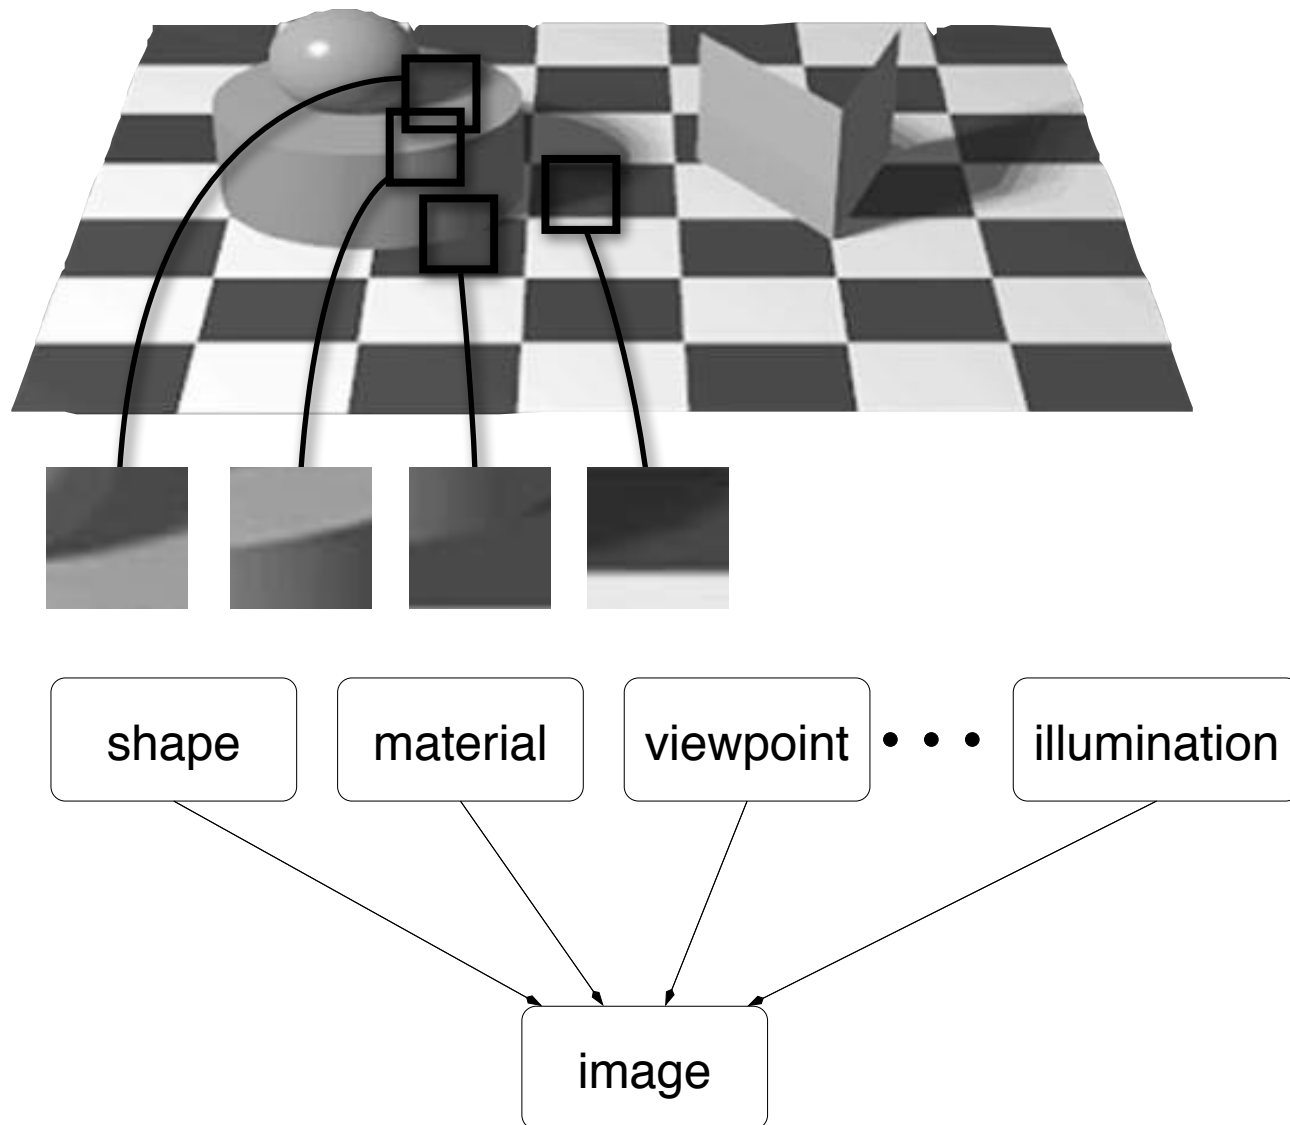 shape
material
viewpoint
• • •
illumination
image